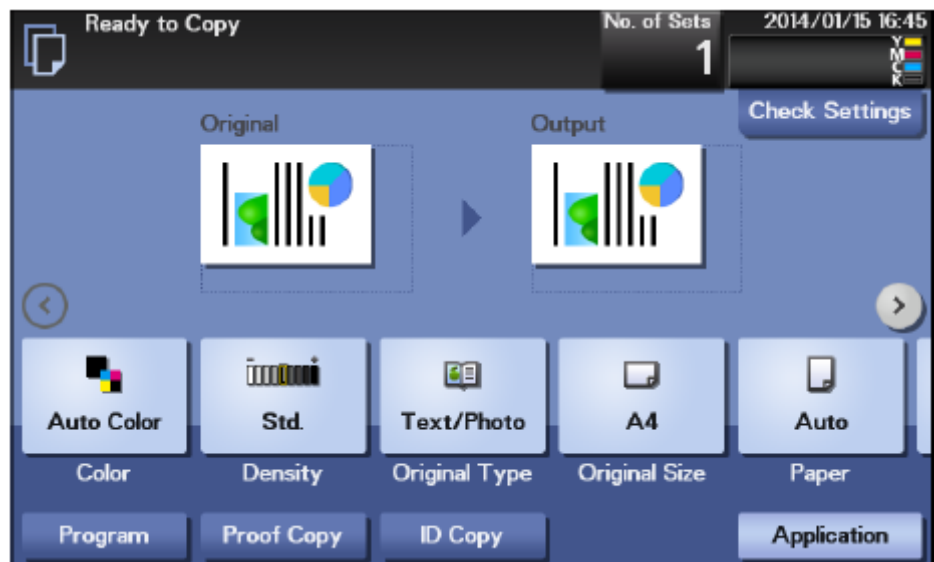 Ready to Copy
No. of Sets
1
2014/01/15 16:45
Y
M
C
K
Check Settings
Original
Output
Auto Color
Std.
Text/Photo
A4
Auto
Color
Density
Original Type
Original Size
Paper
Program
Proof Copy
ID Copy
Application